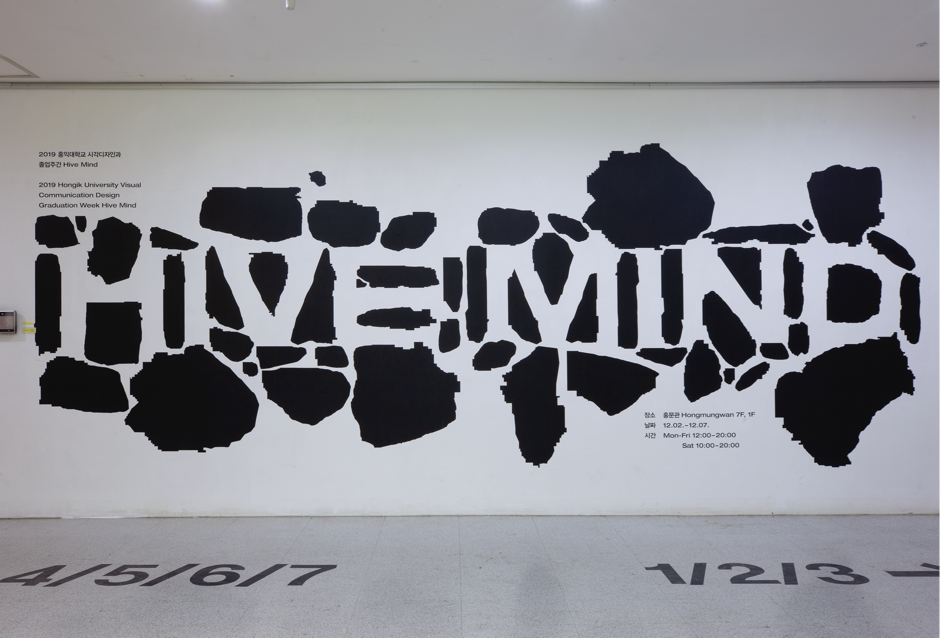 2019 홍익대학교 시각디자인과
졸업주간 Hive Mind
2019 Hongik University Visual
Communication Design
Graduation Week Hive Mind
HIVE MIND
장소 홍문관 Hongmungwan 7F, 1F
날짜 12.02.-12.07.
시간 Mon-Fri 12:00-20:00
Sat 10:00-20:00
4/5/6/7
1/2/3 →